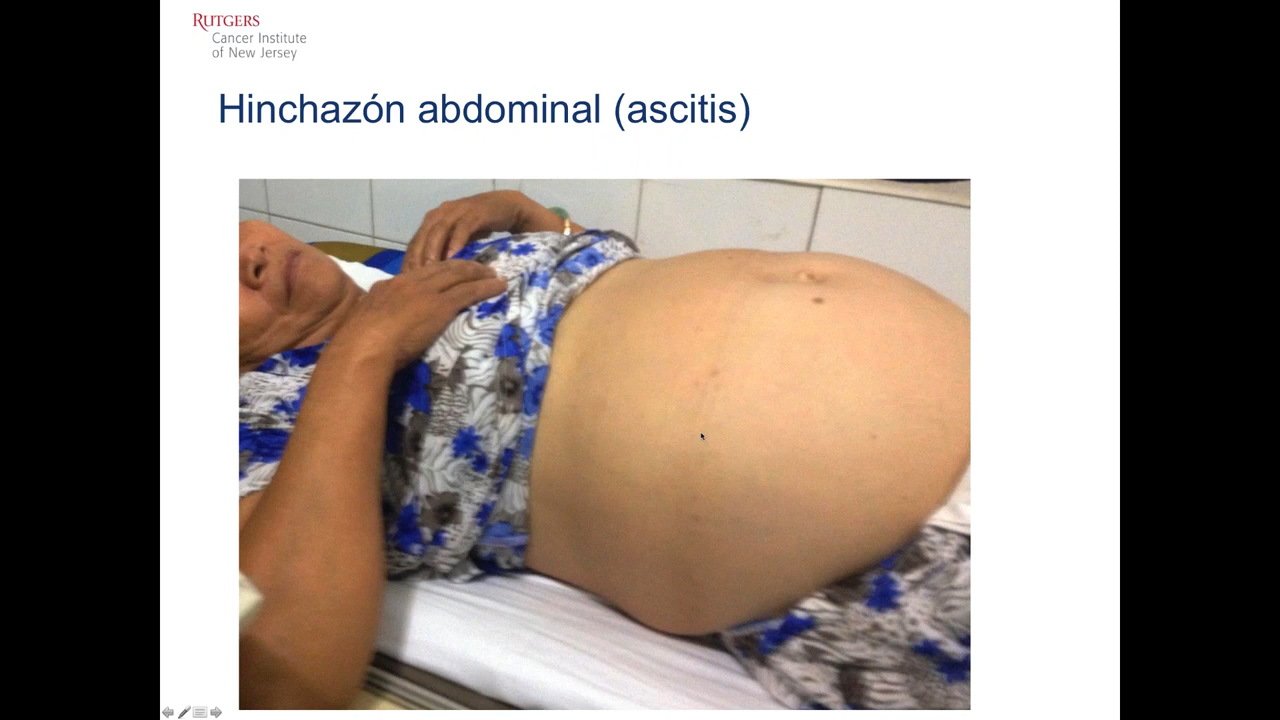 RUTGERS
Cancer Institute
of New Jersey
Hinchazón abdominal (ascitis)